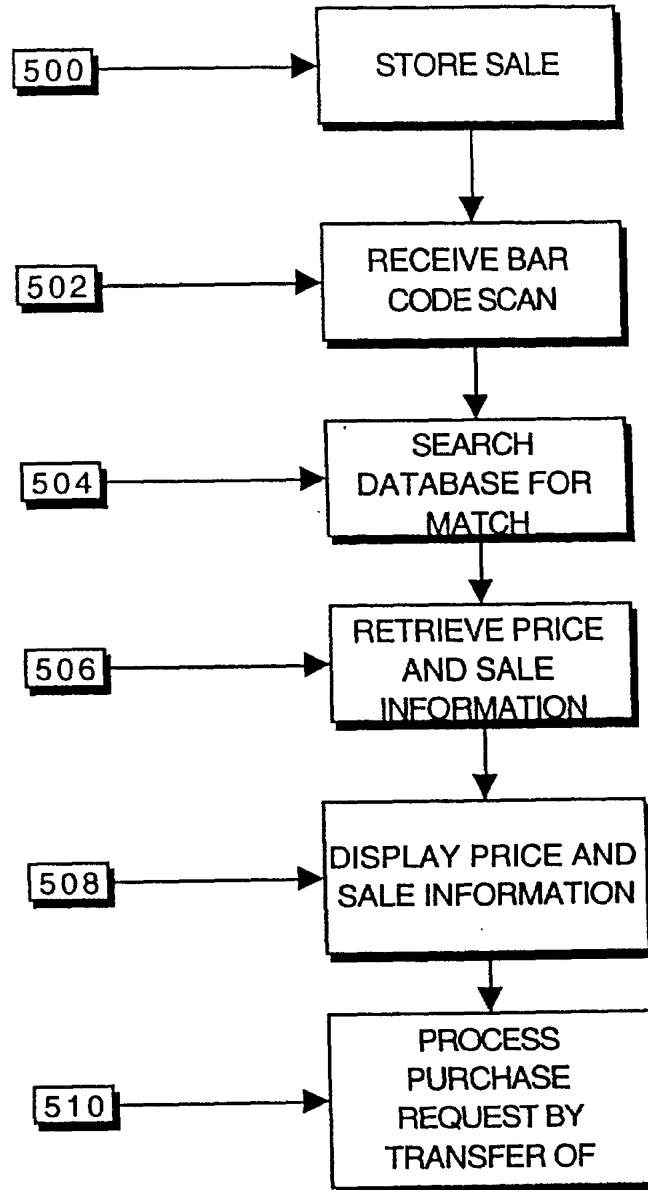 500
STORE SALE
502
RECEIVE BAR
CODE SCAN
504
SEARCH
DATABASE FOR
MATCH
506
RETRIEVE PRICE
AND SALE
INFORMATION
508
DISPLAY PRICE AND
SALE INFORMATION
510
PROCESS
PURCHASE
REQUEST BY
TRANSFER OF